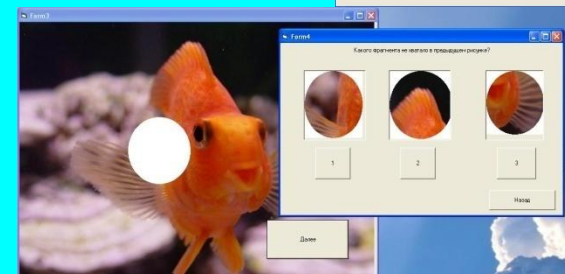 Form3
Далее
Form4
Какого фрагмента не хватало в предыдущем рисунке?
1
2
3
Назад